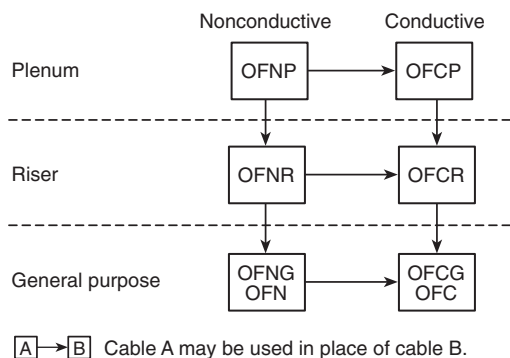 Nonconductive Conductive
Plenum OFNP OFCP
Riser OFNR OFCR
General purpose OFNG OFCG
OFN OFC
A B Cable A may be used in place of cable B.